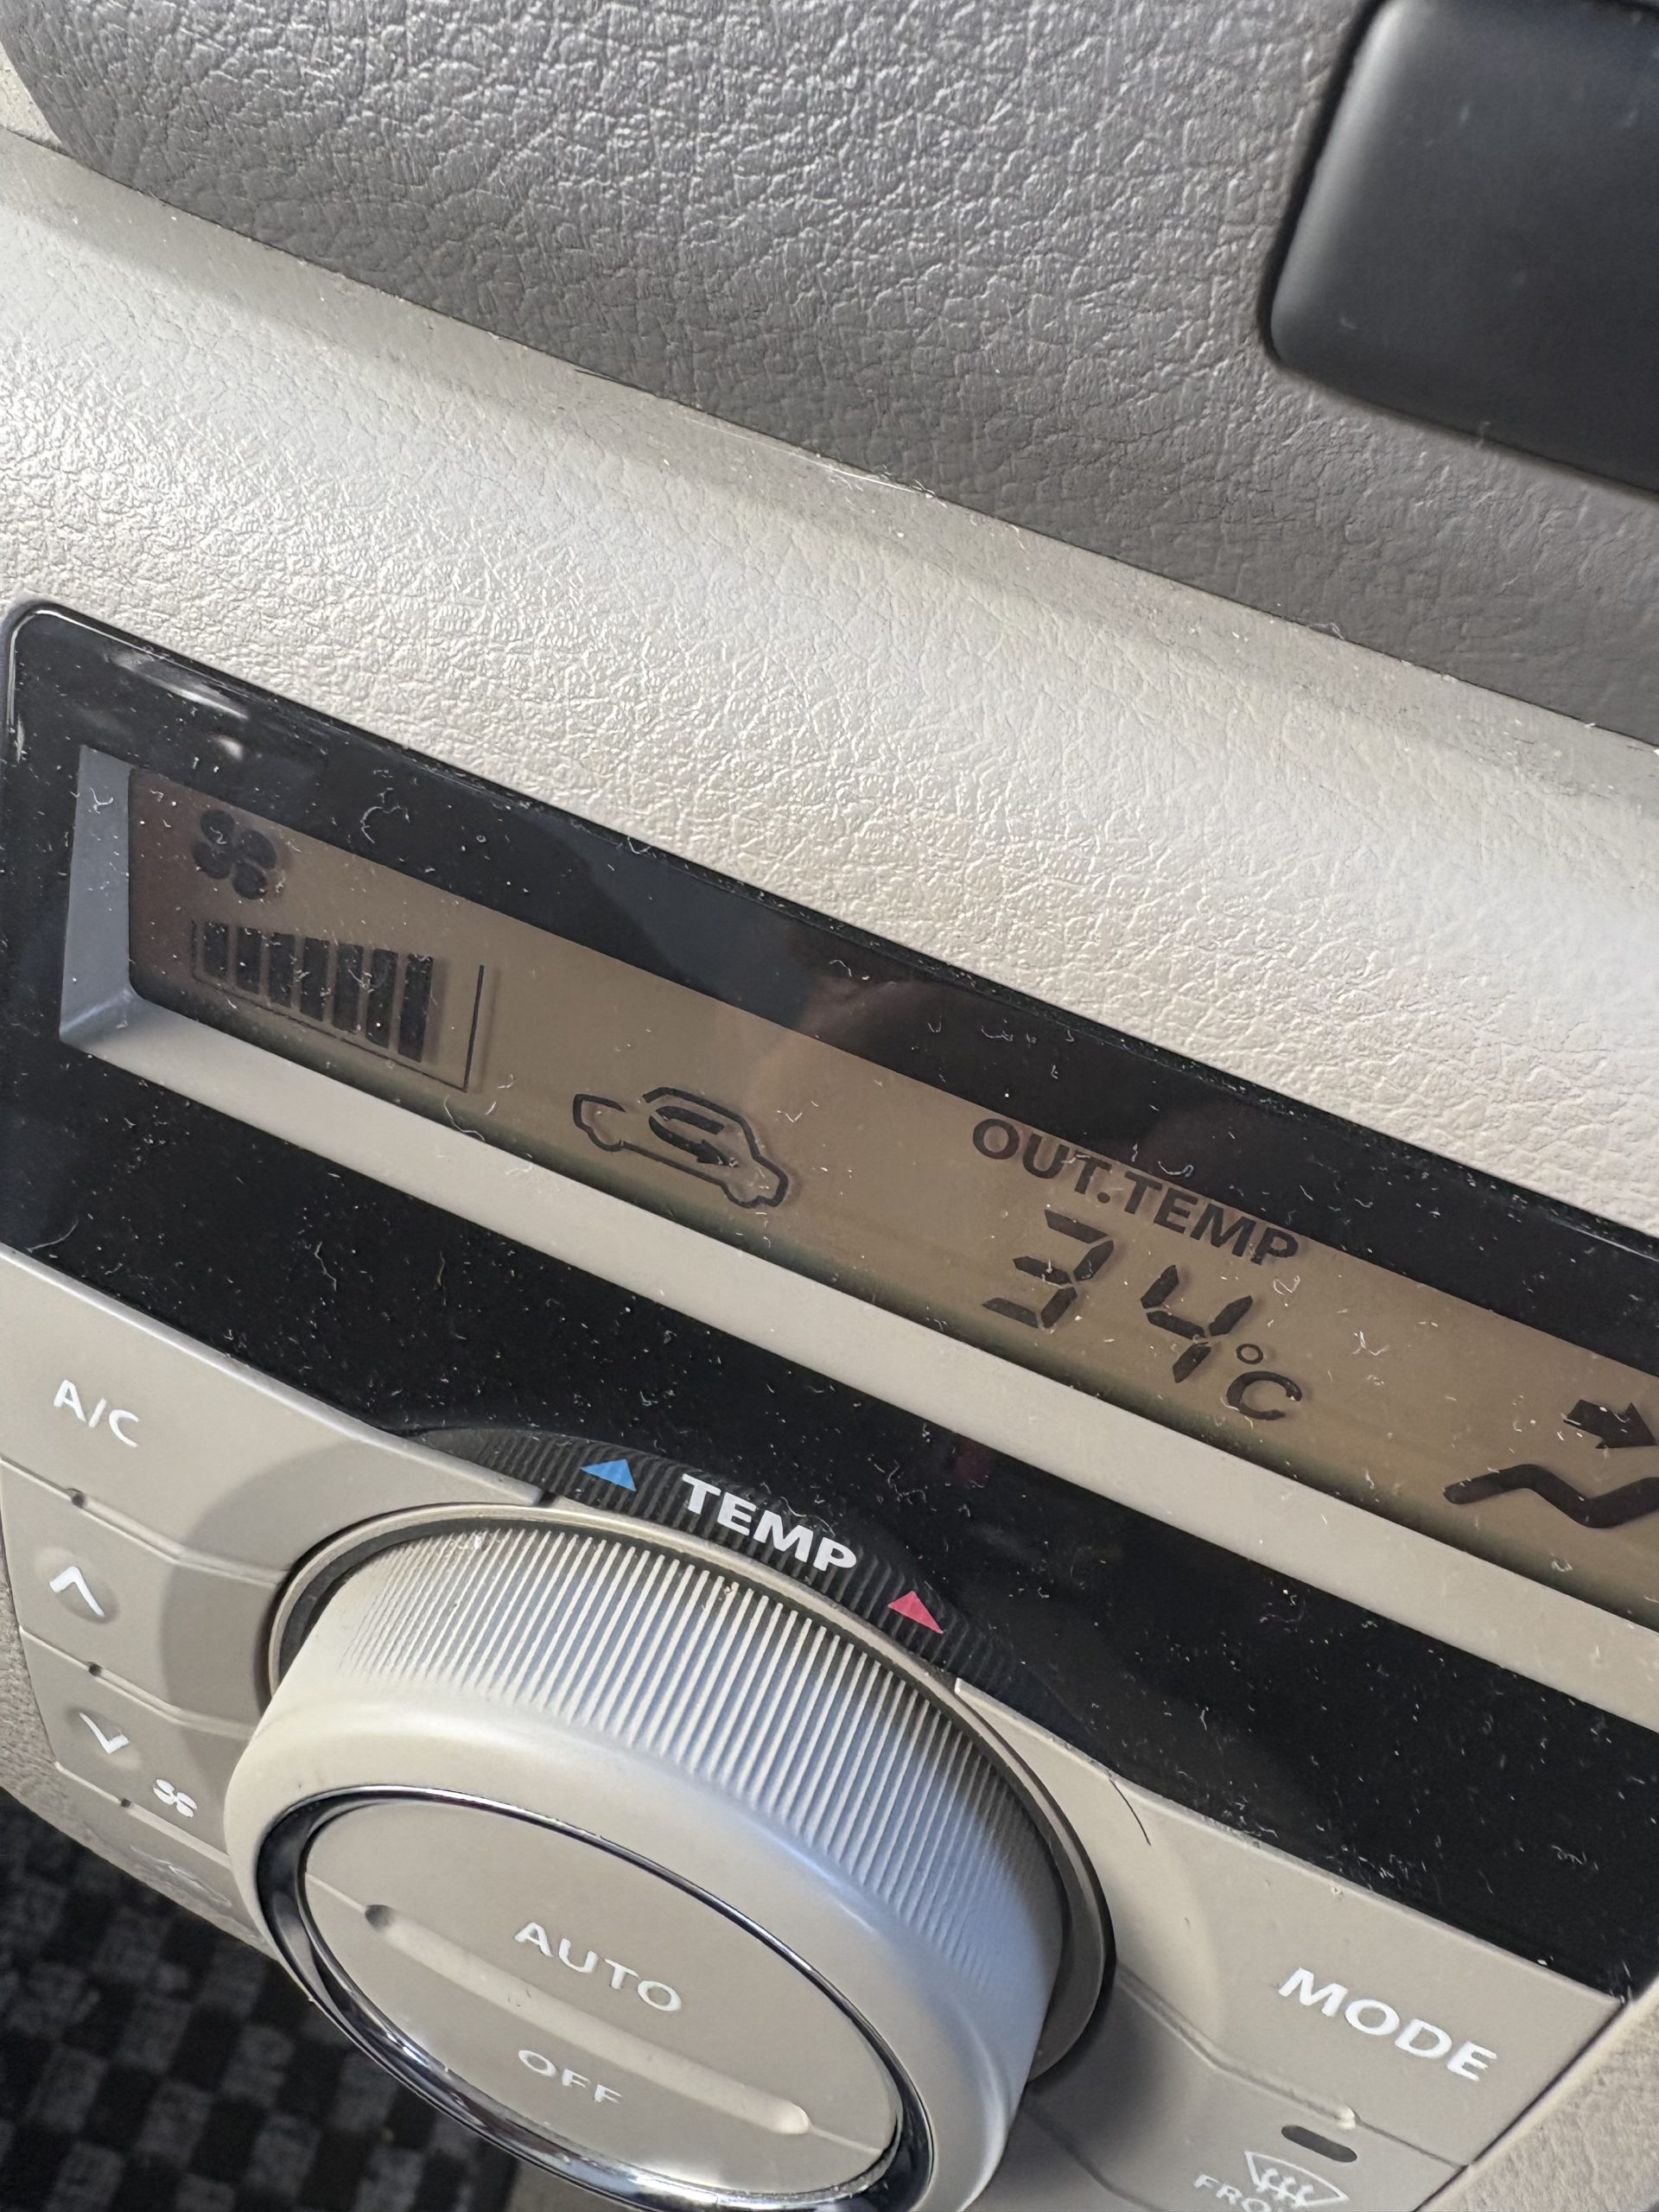 OUT.TEMP
34°C
A/C
TEMP
AUTO
OFF
MODE